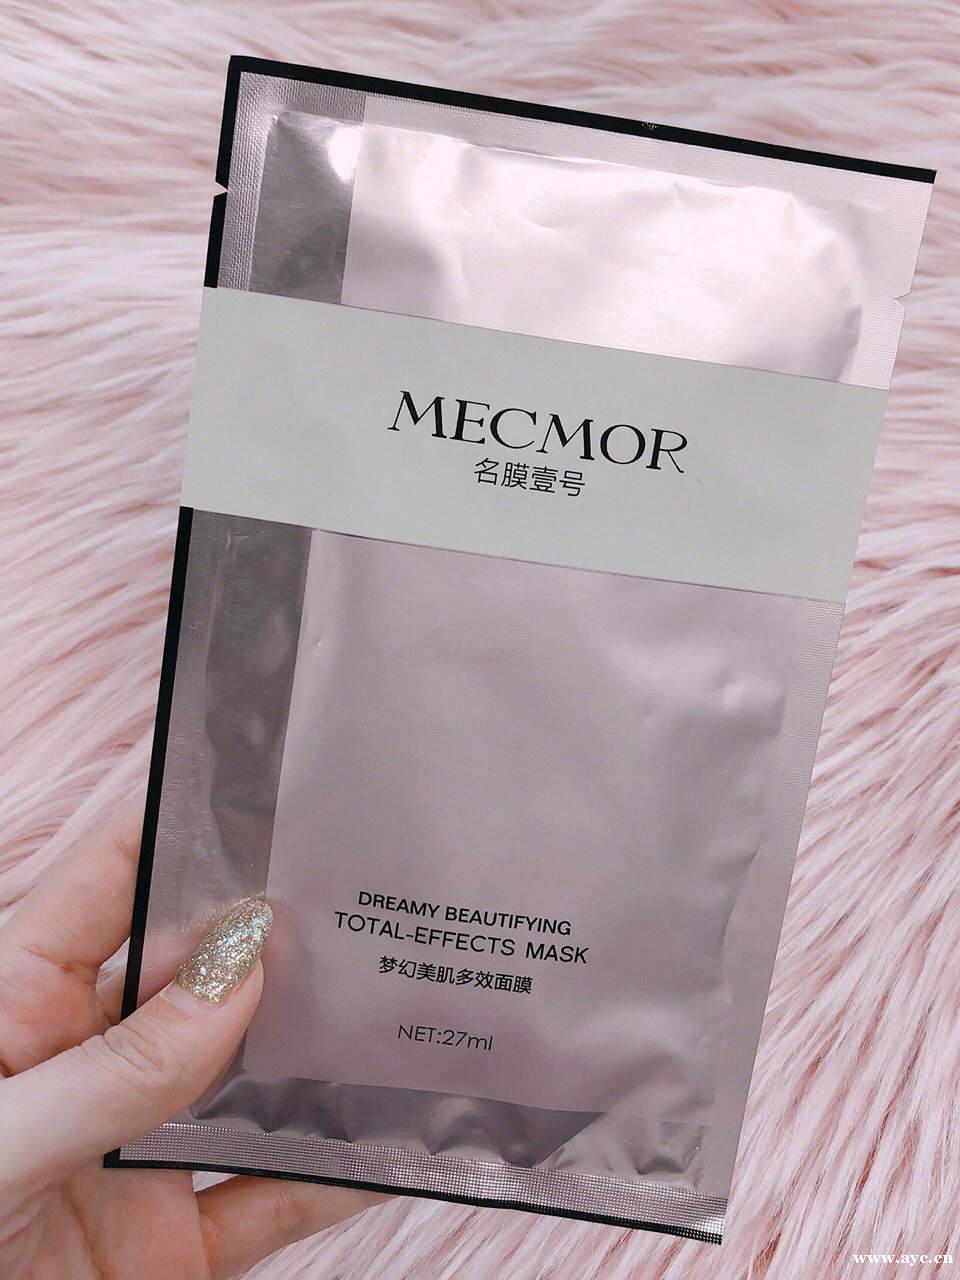 MECMOR
名膜壹号
DREAMY BEAUTIFYING
TOTAL-EFFECTS MASK
梦幻美肌多效面膜
NET:27ml
www.ayc.cn